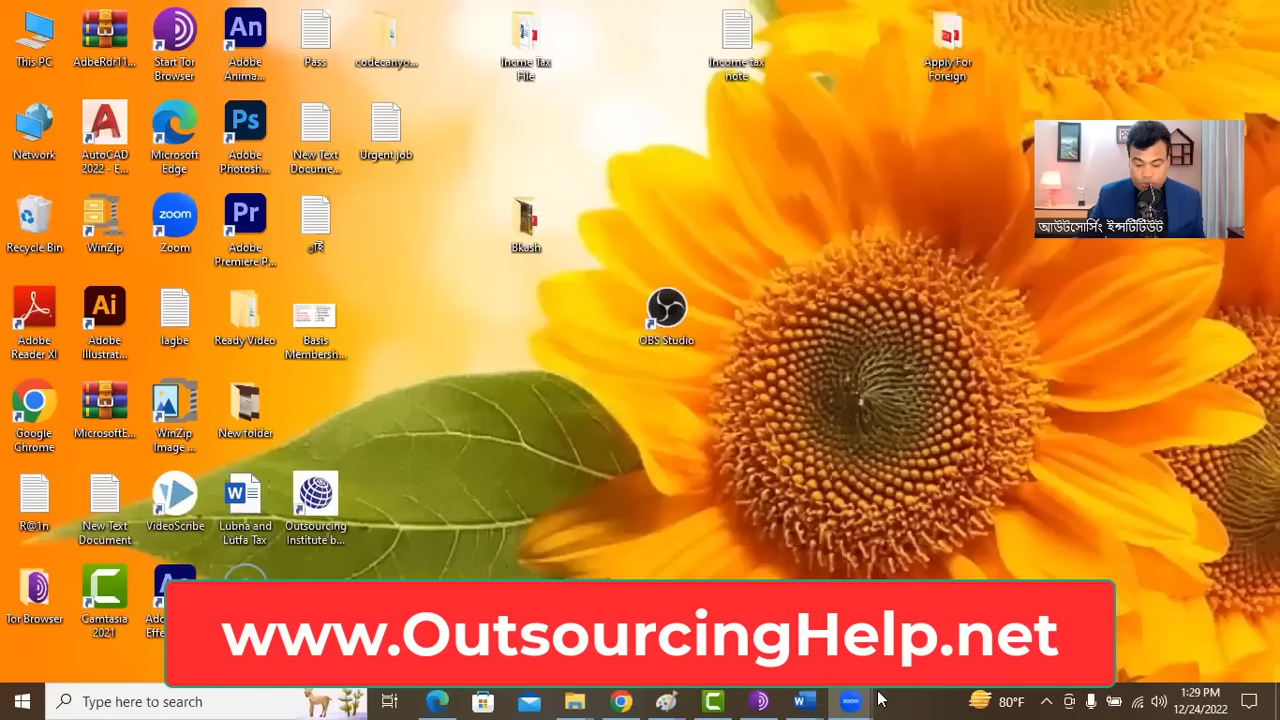 This PC
AdbeRdr11...
Start Tor
Browser
Adobe
Anima...
Pass
codecanyo...
Incme Tax
File
Income tax
note
Apply For
Foreign
Network
AutoCAD
2022 - E...
Microsoft
Edge
Adobe
Photosh...
New Text
Docume...
Urgent job
আউটসোর্সিং ইন্সটিটিউট
Recycle Bin
WinZip
Zoom
Adobe
Premiere P...
Bkash
Adobe
Reader XI
Adobe
Illustrat...
lagbe
Ready Video
Basis
Membersh...
OBS Studio
Google
Chrome
MicrosoftE...
WinZip
Image ...
New folder
R@1n
New Text
Document
VideoScribe
Lubna and
Lutfa Tax
Outsourcing
Institute b...
Tor Browser
Camtasia
2021
www.OutsourcingHelp.net
Type here to search
80°F
1:29 PM
12/24/2022